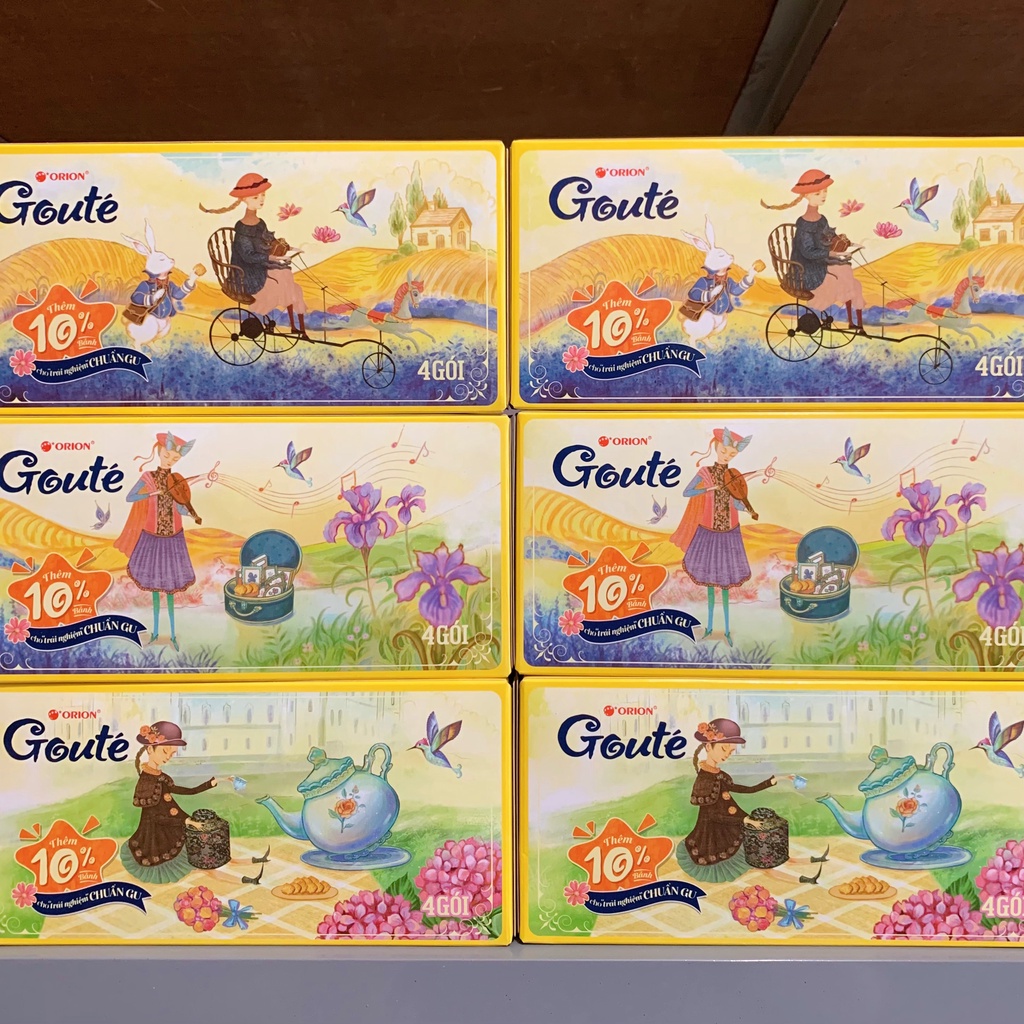 ORION®
Gouté
Thêm
10%
Bánh
cho trải nghiệm CHUẨN GU
4GÓI
ORION®
Gouté
Thêm
10%
Bánh
cho trải nghiệm CHUẨN GU
4GÓI
ORION®
Gouté
Thêm
10%
Bánh
cho trải nghiệm CHUẨN GU
4GÓI
ORION®
Gouté
Thêm
10%
Bánh
cho trải nghiệm CHUẨN GU
4GÓI
ORION®
Gouté
Thêm
10%
Bánh
cho trải nghiệm CHUẨN GU
4GÓI
ORION®
Gouté
Thêm
10%
Bánh
cho trải nghiệm CHUẨN GU
4GÓI